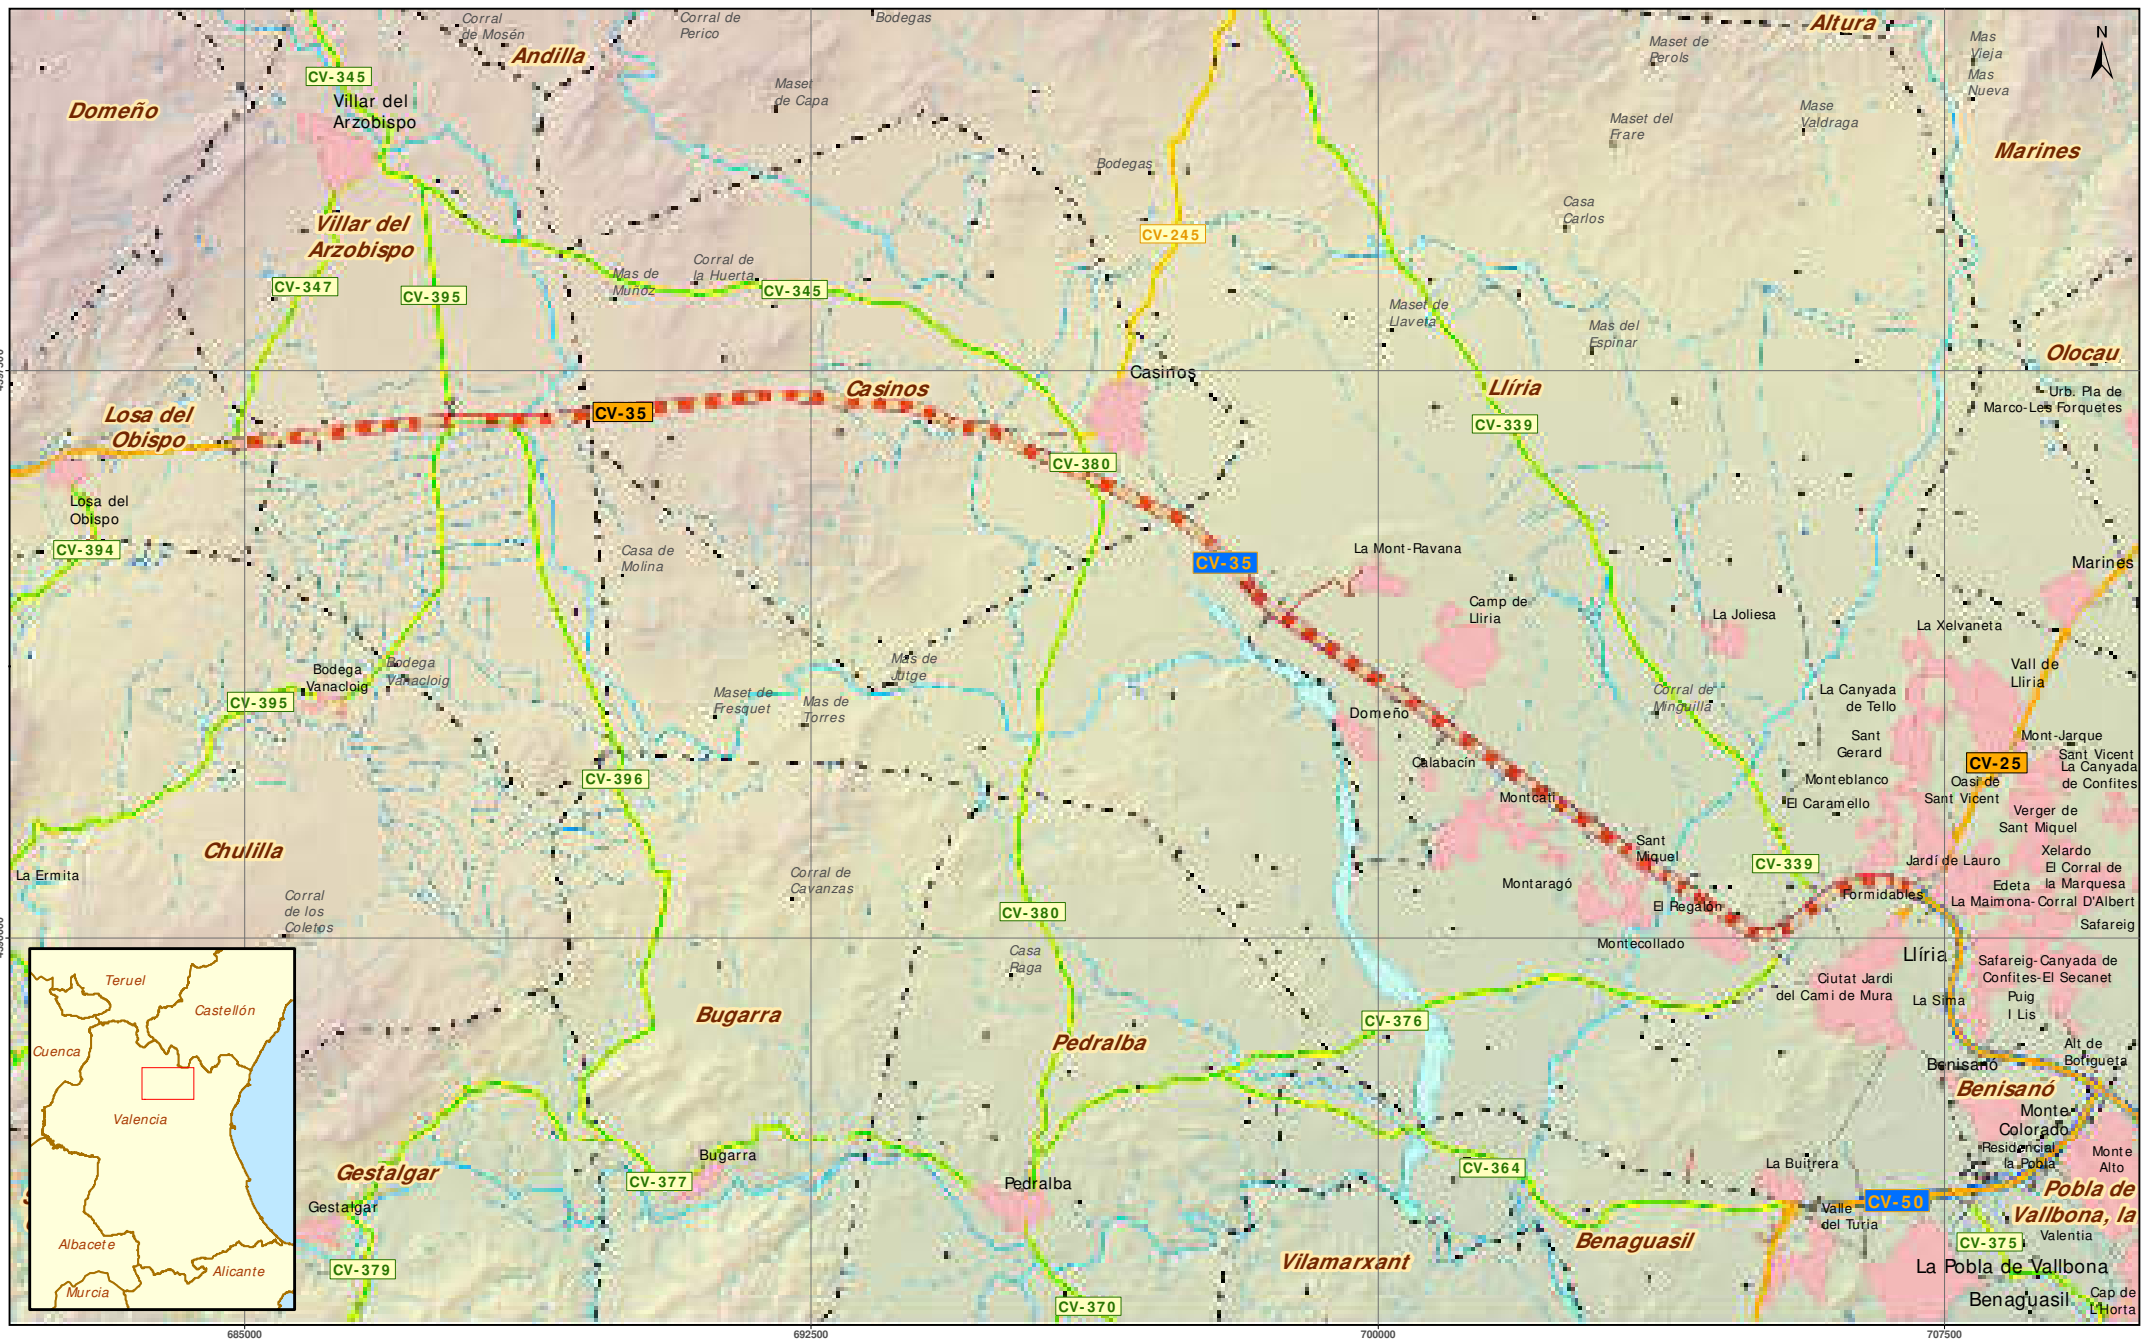 Corral
de Mosén
Corral de
Perico
Bodegas
Altura
N
Andilla
Maset de
Perols
Mas
Vieja
Mas
Nueva
CV-345
Domeño
Villar del
Arzobispo
Maset
de Capa
Mase
Valdraga
Maset del
Frare
Marines
Bodegas
Casa
Carlos
Villar del
Arzobispo
CV-245
CV-347
CV-395
Mas de
Muñoz
Corral de
la Huerta
CV-345
Maset de
Llaveta
Mas del
Espinar
Olocau
Casinos
Casinos
Llíria
Urb. Pla de
Marco-Les Forquetes
Losa del
Obispo
CV-35
CV-339
CV-380
Losa del
Obispo
CV-394
Casa de
Molina
CV-35
La Mont-Ravana
Marines
Camp de
Lliria
La Joliesa
La Xelvaneta
Bodega
Vanacloig
Bodega
Vanacloig
Mas de
Jutge
Vall de
Lliria
CV-395
Maset de
Fresquet
Mas de
Torres
Domeño
Corral de
Minguilla
La Canyada
de Tello
Sant
Gerard
Mont-Jarque
Sant Vicent
La Canyada
de Confites
CV-25
CV-396
Calabacín
Monteblanco
Oasi de
Sant Vicent
Montcatl
El Caramello
Verger de
Sant Miquel
Chulilla
Sant
Miquel
CV-339
Jardí de Lauro
Xelardo
El Corral de
la Marquesa
La Ermita
Corral de
Cavanzas
Montaragó
Edeta
Formidables
La Maimona-Corral D'Albert
Corral
de los
Coletos
CV-380
El Regalón
Safareig
Montecollado
Casa
Raga
Llíria
Safareig-Canyada de
Confites-El Secanet
Ciutat Jardi
del Cami de Mura
La Sima
Puig
l Lis
Teruel
Castellón
Cuenca
Valencia
Albacete
Alicante
Murcia
Bugarra
CV-376
Pedralba
Alt de
Botigueta
Benisanó
Benisanó
Monte
Colorado
Residencial
la Pobla
Monte
Alto
Gestalgar
Bugarra
CV-377
Pedralba
CV-364
La Buitrera
CV-50
Pobla de
Vallbona, la
Gestalgar
Valle
del Turia
Valentia
Benaguasil
CV-375
Vilamarxant
CV-379
La Pobla de Vallbona
CV-370
Benaguasil
Cap de
L'Horta
685000
692500
700000
707500